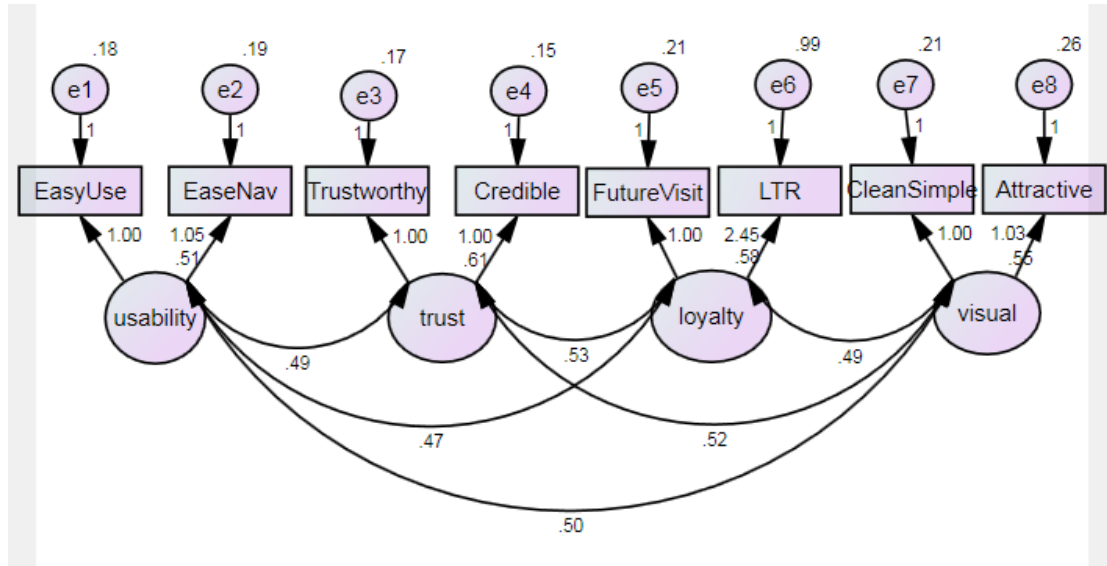 .18
.19
.17
.15
.21
.99
.21
.26
e1
e2
e3
e4
e5
e6
e7
e8
1
1
1
1
1
1
1
1
EasyUse
EaseNav
Trustworthy
Credible
FutureVisit
LTR
CleanSimple
Attractive
1.00
1.05
1.00
1.00
1.00
2.45
1.00
1.03
.51
.61
.58
.55
usability
trust
loyalty
visual
.49
.53
.49
.47
.52
.50